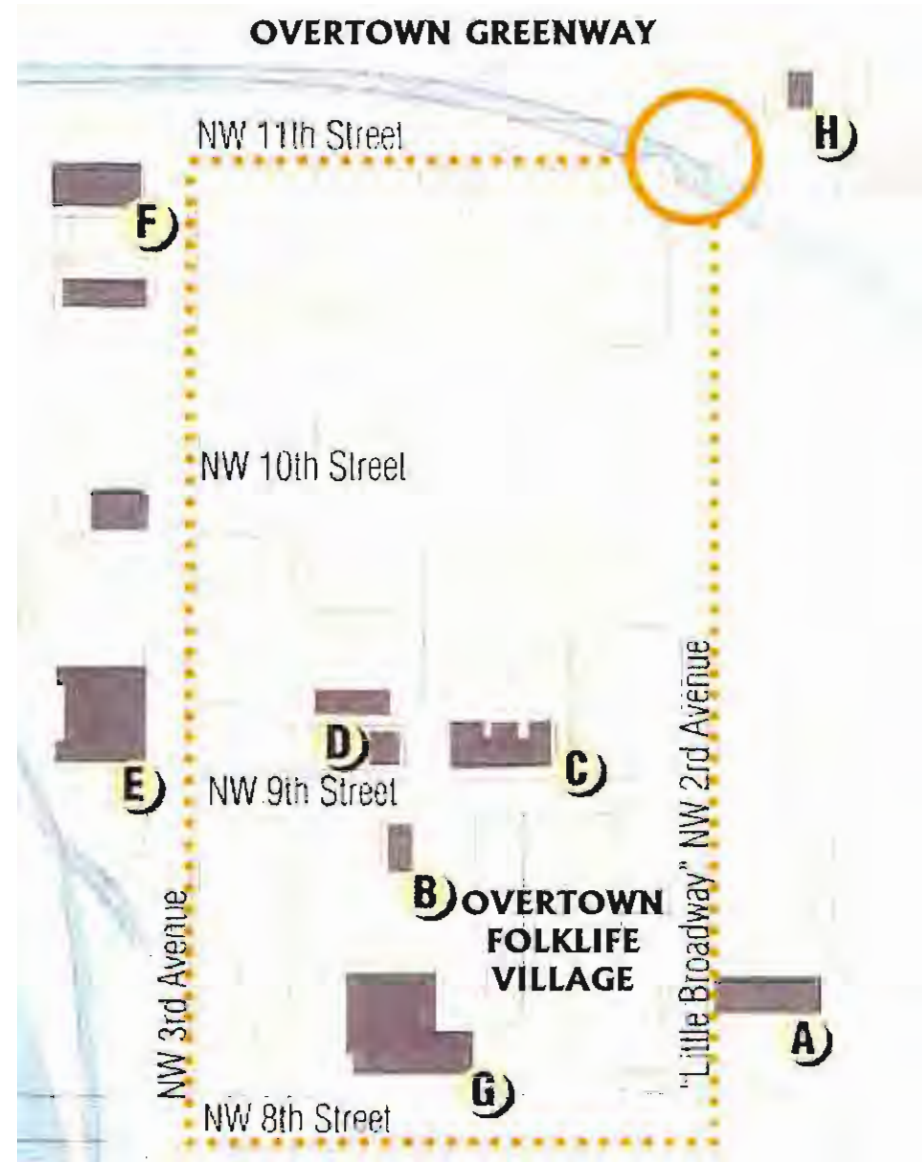 OVERTOWN GREENWAY
H
NW 11th Street
F
NW 10th Street
D
C
E
NW 9th Street
B
OVERTOWN
FOLKLIFE
VILLAGE
NW 3rd Avenue
"Little Broadway" NW 2rd Avenue
A
G
NW 8th Street